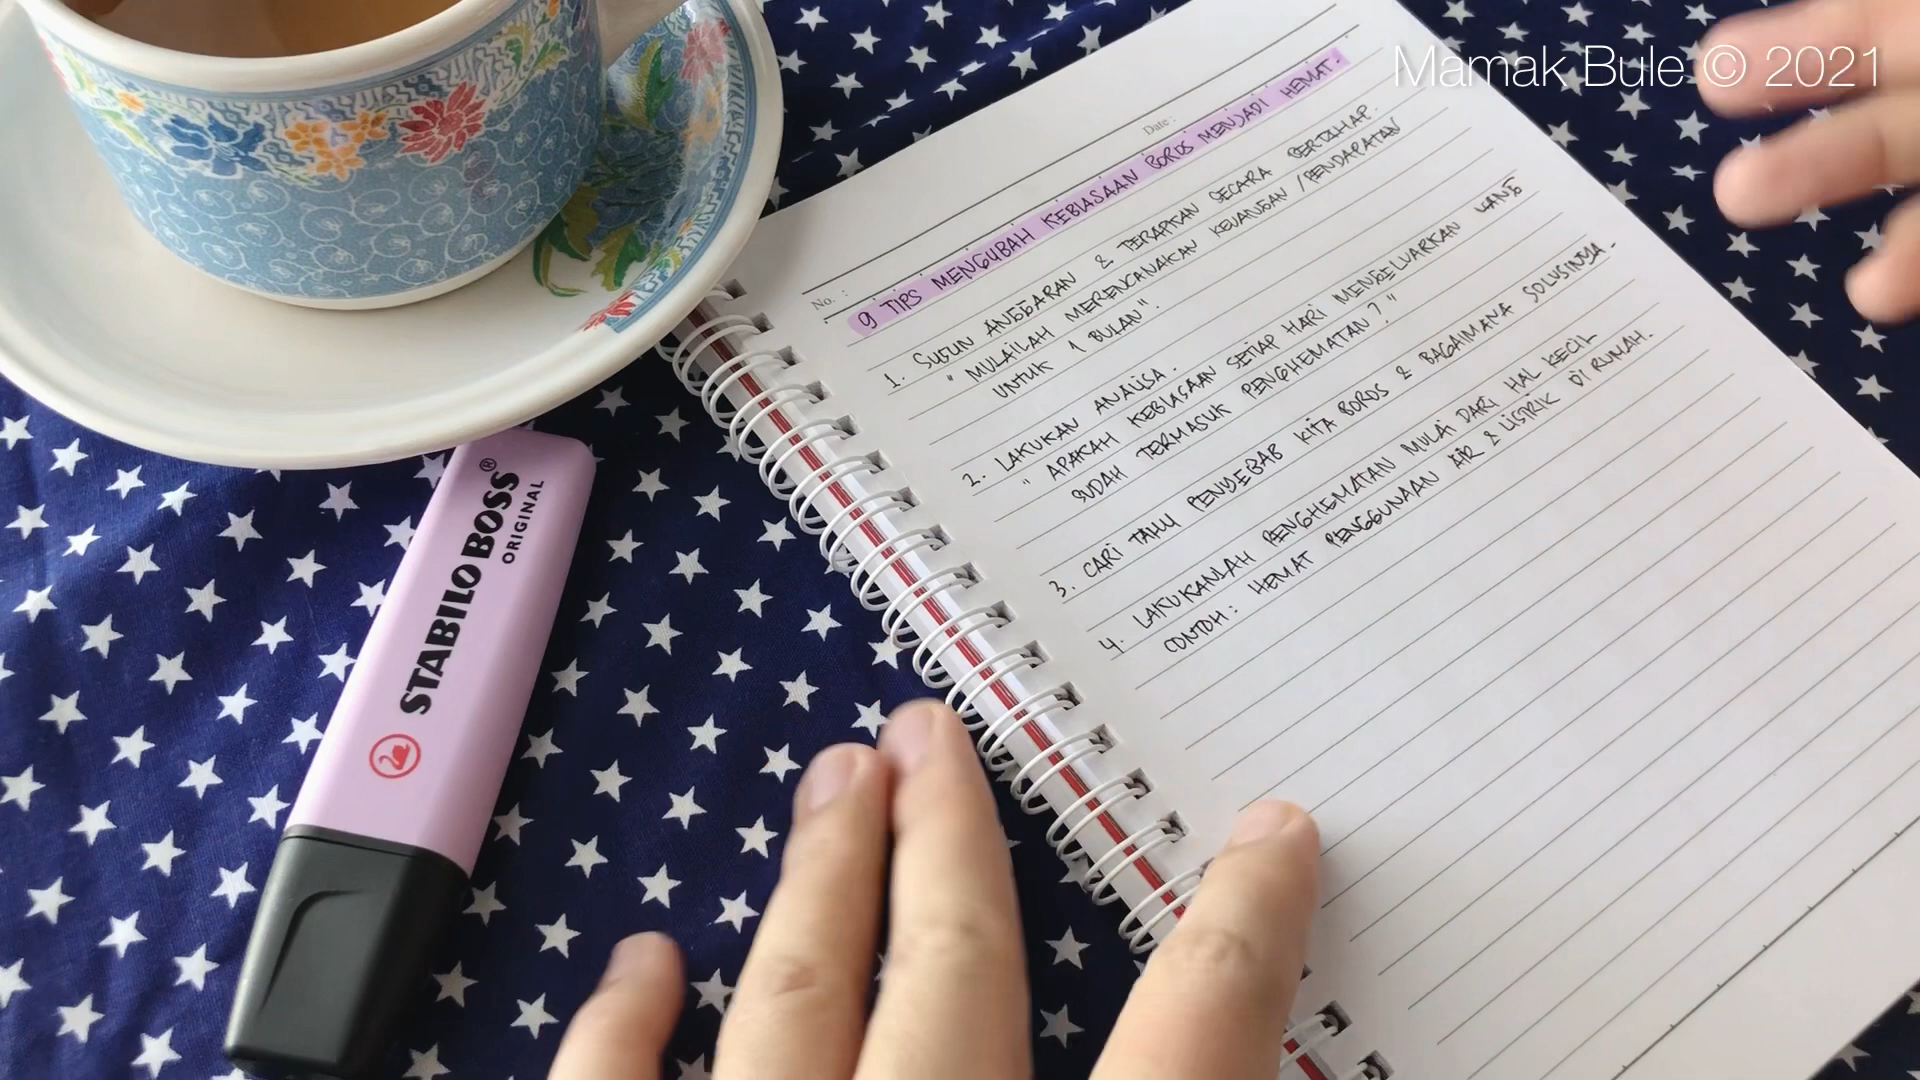 Mamak Bule © 2021
Date :
No. :
9 TIPS MENGUBAH KEBIASAAN BOROS MENJADI HEMAT.
1. SUSUN ANGGARAN & TERAPKAN SECARA BERTAHAP.
" MULAILAH MERENCANAKAN KEUANGAN / PENDAPATAN
UNTUK 1 BULAN ".
2. LAKUKAN ANALISA.
" APAKAH KEBIASAAN SETIAP HARI MENGELUARKAN UANG
SUDAH TERMASUK PENGHEMATAN ? "
3. CARI TAHU PENYEBAB KITA BOROS & BAGAIMANA SOLUSINYA.
4. LAKUKANLAH PENGHEMATAN MULAI DARI HAL KECIL
CONTOH : HEMAT PENGGUNAAN AIR & LISTRIK DI RUMAH.
STABILO BOSS®
ORIGINAL